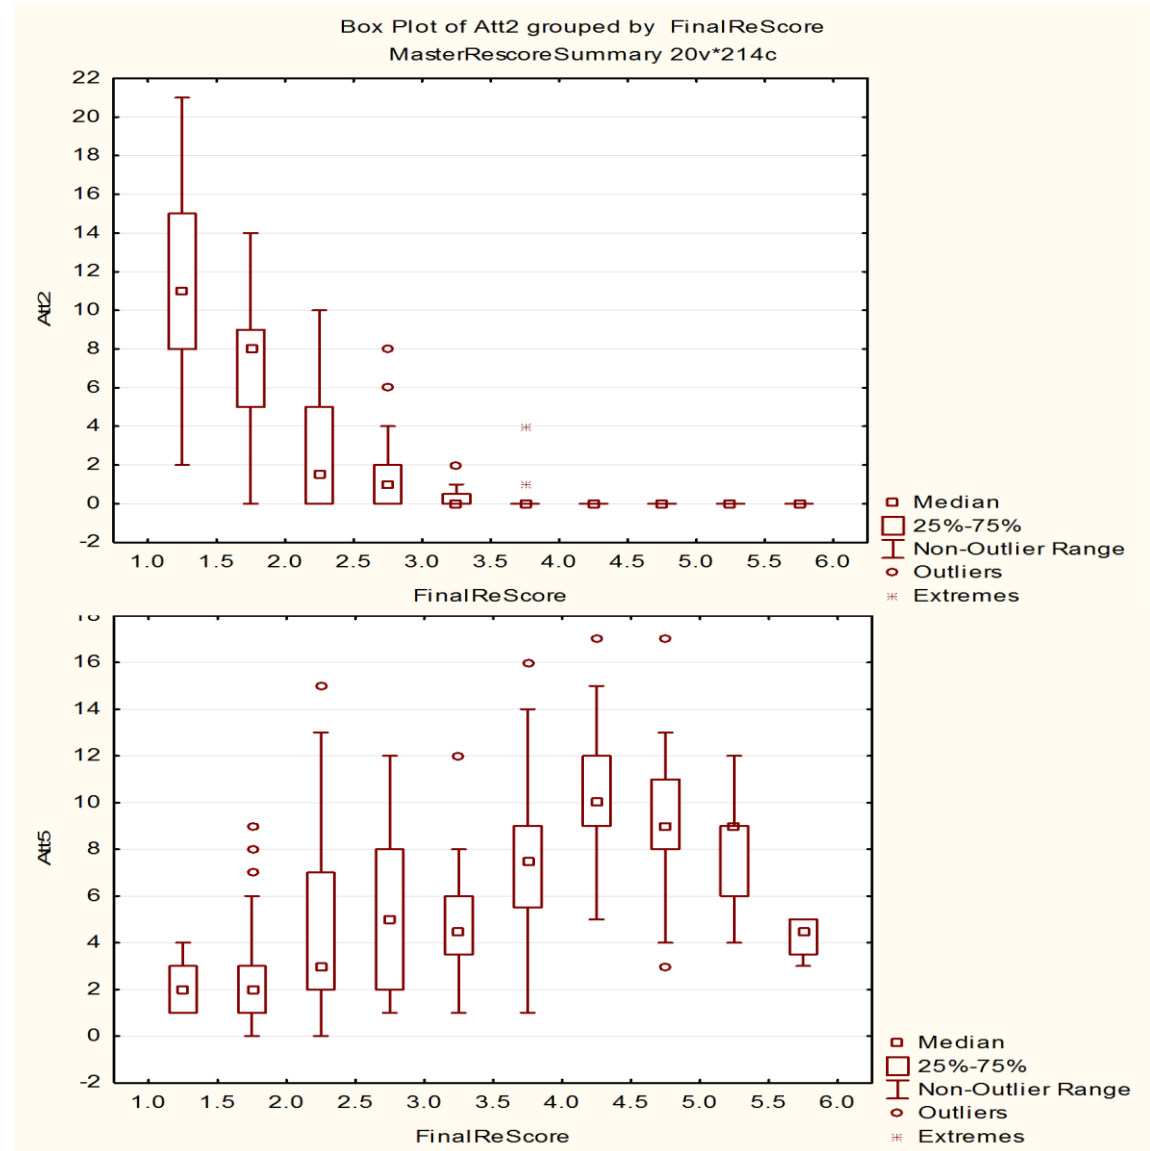 Box Plot of Att2 grouped by FinalReScore
MasterRescoreSummary 20v*214c
22
20
18
16
14
12
10
8
6
4
2
0
-2
Att2
1.0 1.5 2.0 2.5 3.0 3.5 4.0 4.5 5.0 5.5 6.0
FinalReScore
Median
25%-75%
Non-Outlier Range
Outliers
Extremes
18
16
14
12
10
8
6
4
2
0
-2
Att5
1.0 1.5 2.0 2.5 3.0 3.5 4.0 4.5 5.0 5.5 6.0
FinalReScore
Median
25%-75%
Non-Outlier Range
Outliers
Extremes